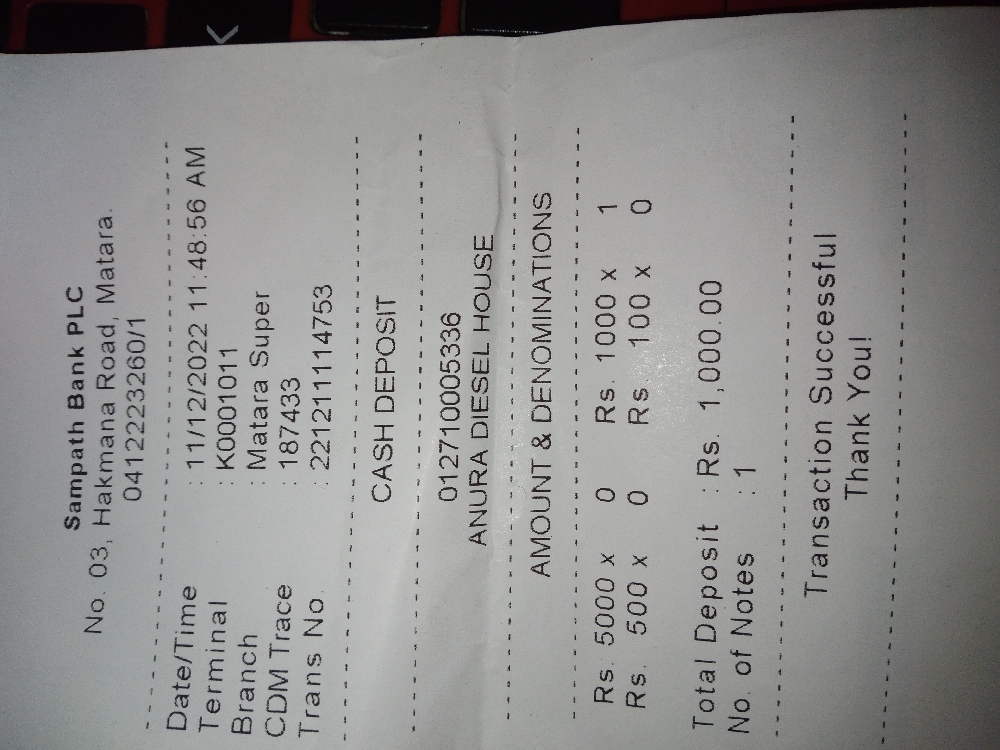 Sampath Bank PLC
No. 03, Hakmana Road, Matara.
0412223260/1
Date/Time : 11/12/2022 11:48:56 AM
Terminal : K0001011
Branch : Matara Super
CDM Trace : 187433
Trans No. : 221211114753
CASH DEPOSIT
012710005336
ANURA DIESEL HOUSE
AMOUNT & DENOMINATIONS
Rs. 5000 x 0 Rs. 1000 x 1
Rs. 500 x 0 Rs. 100 x 0
Total Deposit : Rs. 1,000.00
No. of Notes : 1
Transaction Successful
Thank You!